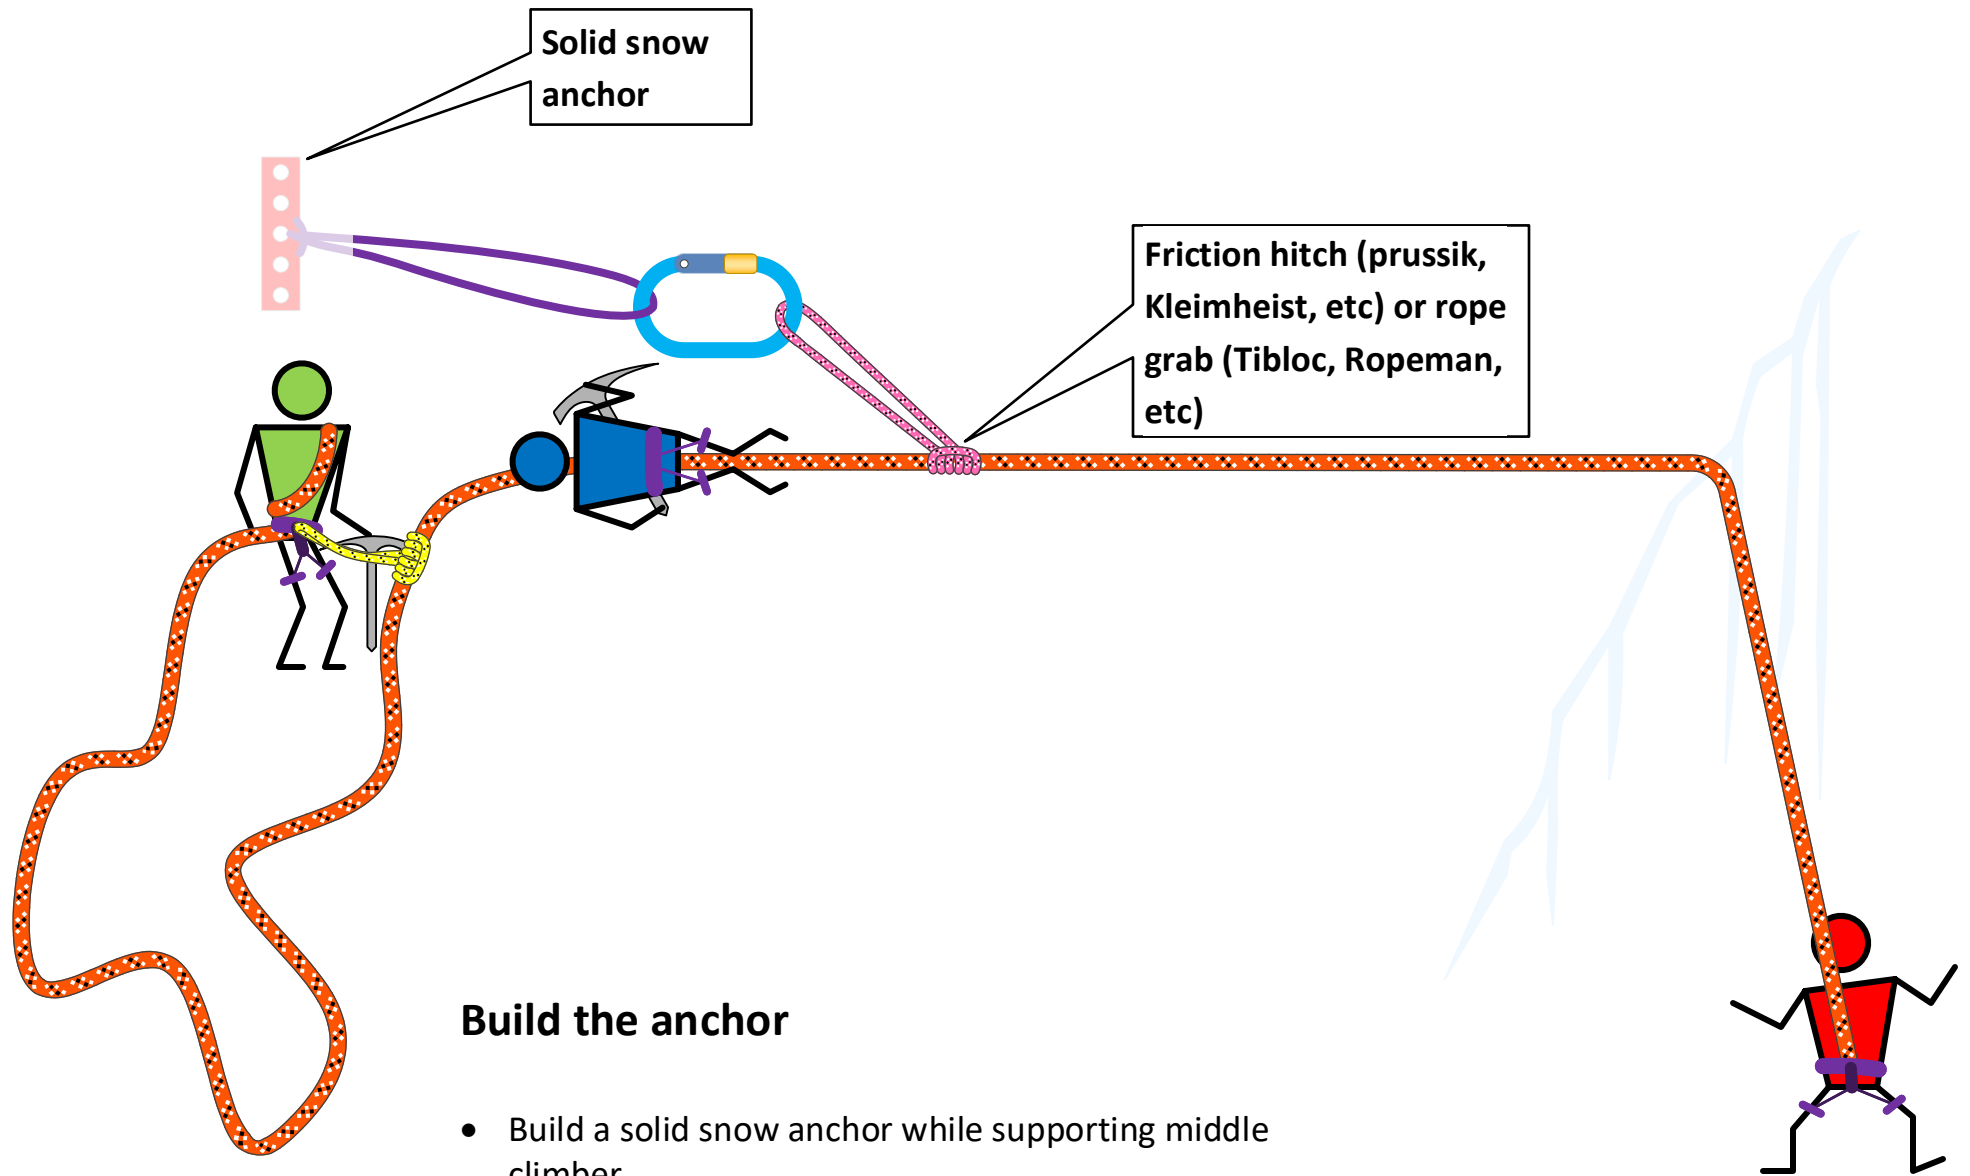 Solid snow
anchor
Friction hitch (prussik,
Kleimheist, etc) or rope
grab (Tibloc, Ropeman,
etc)
Build the anchor
• Build a solid snow anchor while supporting middle
climber